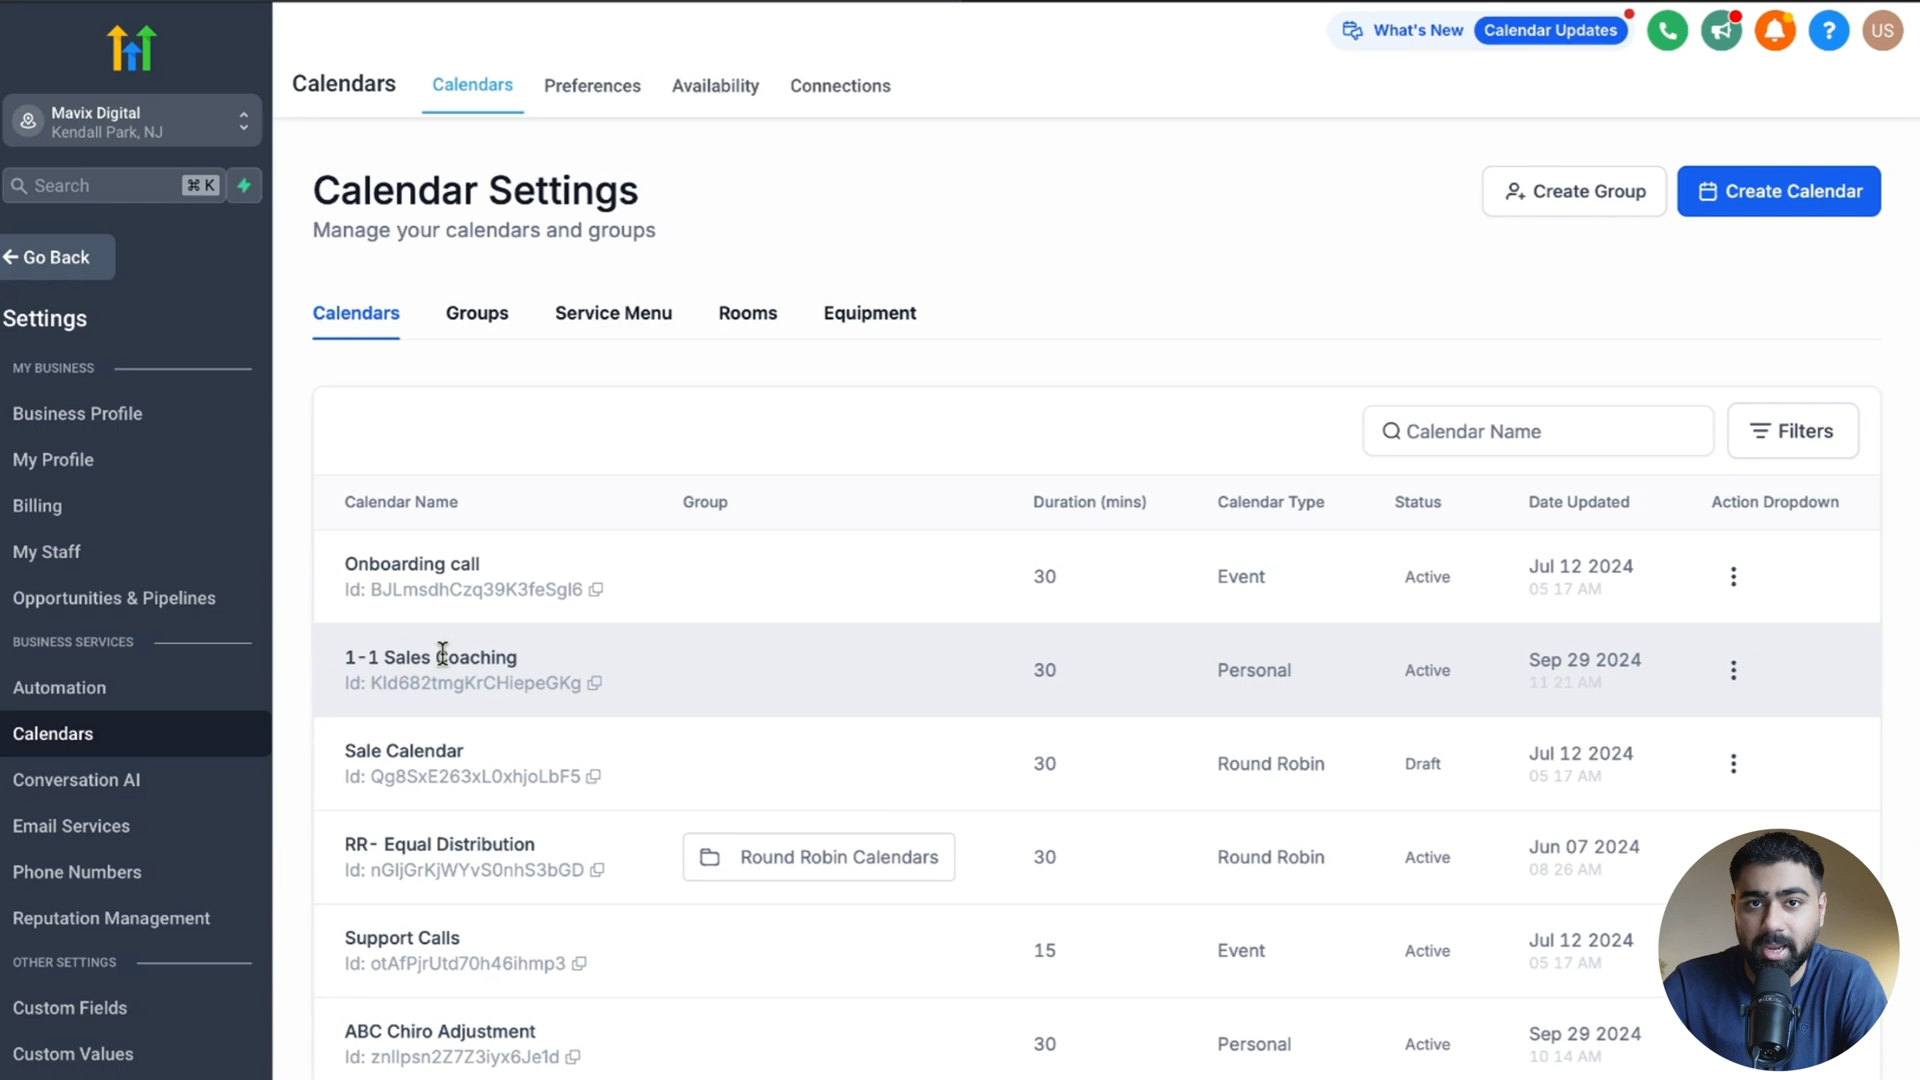 What's New
Calendar Updates
US
Mavix Digital
Kendall Park, NJ
Search
⌘ K
Go Back
Settings
MY BUSINESS
Business Profile
My Profile
Billing
My Staff
Opportunities & Pipelines
BUSINESS SERVICES
Automation
Calendars
Conversation AI
Email Services
Phone Numbers
Reputation Management
OTHER SETTINGS
Custom Fields
Custom Values
Calendars
Calendars Preferences Availability Connections
Calendar Settings
Manage your calendars and groups
Create Group
Create Calendar
Calendars Groups Service Menu Rooms Equipment
Calendar Name
Filters
Calendar Name Group Duration (mins) Calendar Type Status Date Updated Action Dropdown
Onboarding call 30 Event Active Jul 12 2024
Id: BJLmsdhCzq39K3feSgI6 05 17 AM
1-1 Sales Coaching 30 Personal Active Sep 29 2024
Id: KId682tmgKrCHiepeGKg 11 21 AM
Sale Calendar 30 Round Robin Draft Jul 12 2024
Id: Qg8SxE263xL0xhjoLbF5 05 17 AM
RR- Equal Distribution Round Robin Calendars 30 Round Robin Active Jun 07 2024
Id: nGIjGrKjWYvS0nhS3bGD 08 26 AM
Support Calls 15 Event Active Jul 12 2024
Id: otAfPjrUtd70h46ihmp3 05 17 AM
ABC Chiro Adjustment 30 Personal Active Sep 29 2024
Id: znllpsn2Z7Z3iyx6Je1d 10 14 AM